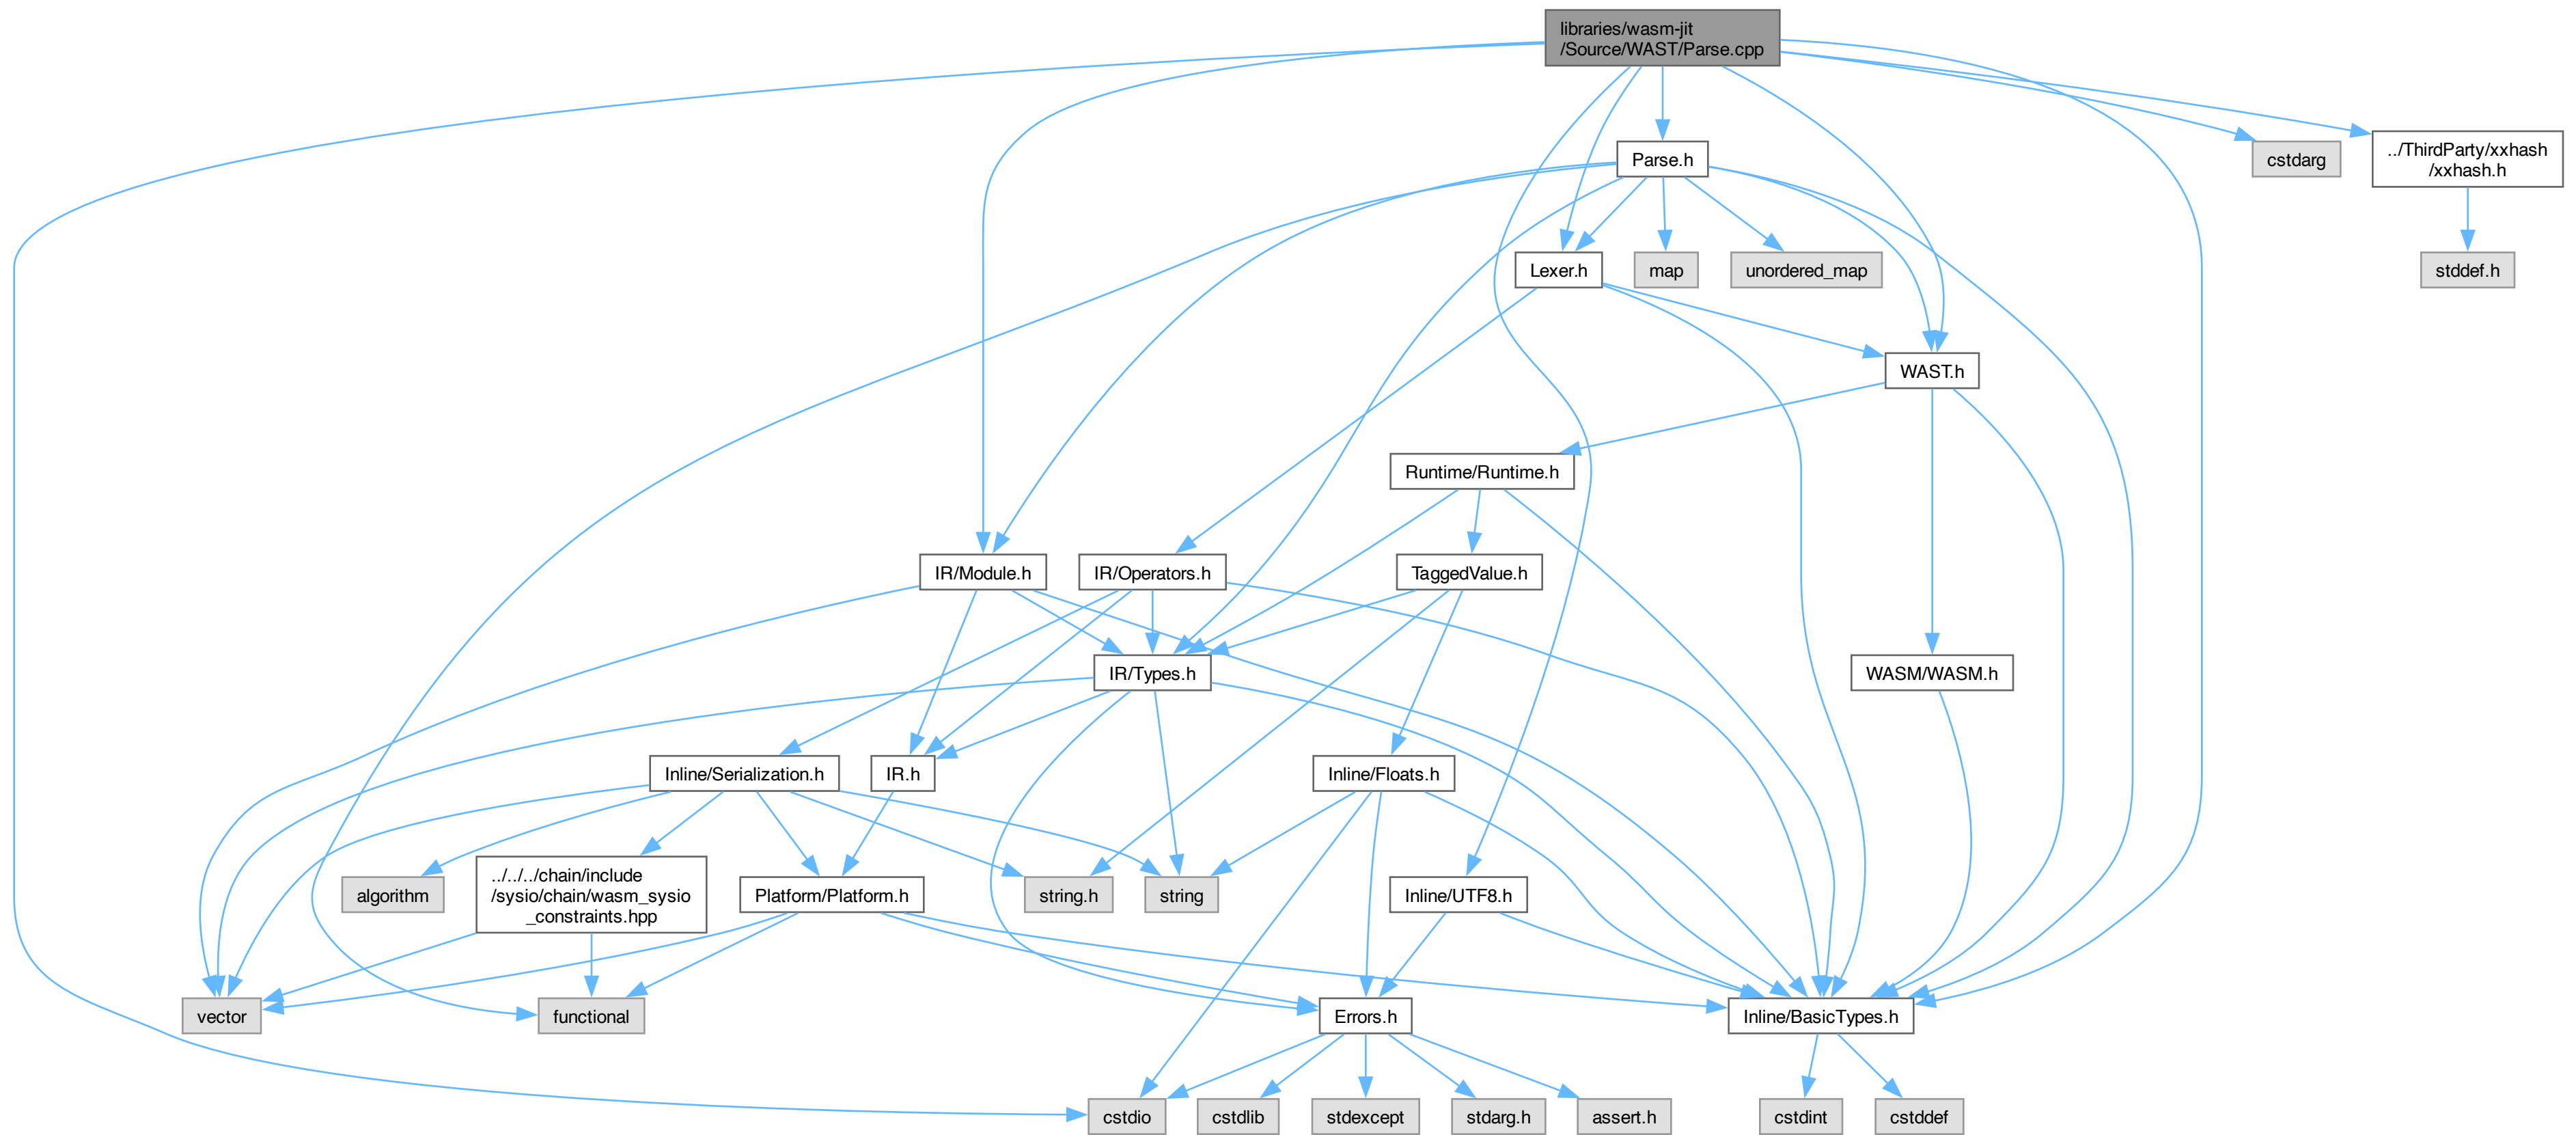 libraries/wasm-jit
/Source/WAST/Parse.cpp
Parse.h
cstdarg
../ThirdParty/xxhash
/xxhash.h
Lexer.h
map
unordered_map
stddef.h
WAST.h
Runtime/Runtime.h
IR/Module.h
IR/Operators.h
TaggedValue.h
IR/Types.h
WASM/WASM.h
Inline/Serialization.h
IR.h
Inline/Floats.h
algorithm
../../../chain/include
/sysio/chain/wasm_sysio
_constraints.hpp
Platform/Platform.h
string.h
string
Inline/UTF8.h
vector
functional
Errors.h
Inline/BasicTypes.h
cstdio
cstdlib
stdexcept
stdarg.h
assert.h
cstdint
cstddef